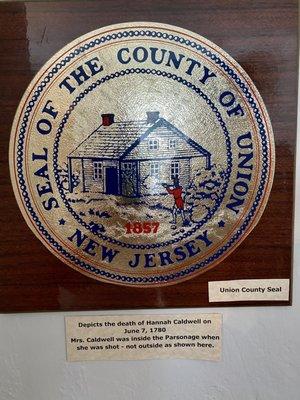 SEAL OF THE COUNTY OF UNION
1857
NEW JERSEY
Union County Seal
Depicts the death of Hannah Caldwell on
June 7, 1780
Mrs. Caldwell was inside the Parsonage when
she was shot - not outside as shown here.